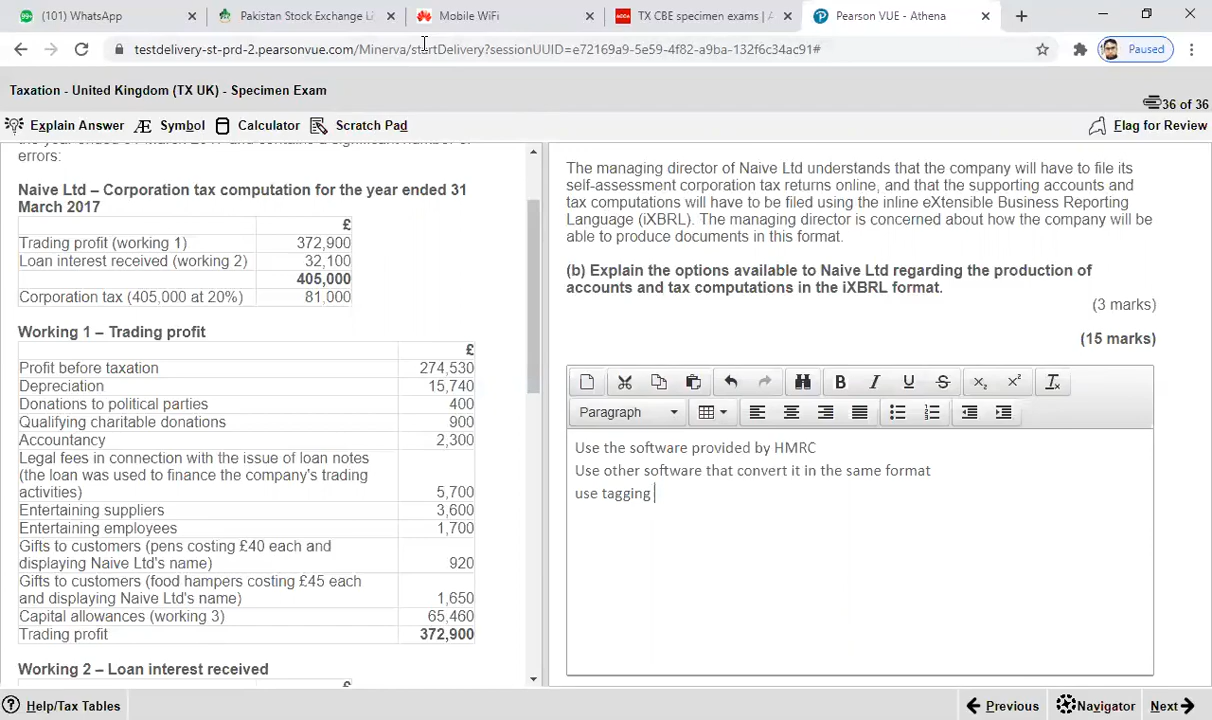 (101) WhatsApp
Pakistan Stock Exchange Li
Mobile WiFi
TX CBE specimen exams | A
Pearson VUE - Athena
testdelivery-st-prd-2.pearsonvue.com/Minerva/startDelivery?sessionUUID=e72169a9-5e59-4f82-a9ba-132f6c34ac91#
Paused
Taxation - United Kingdom (TX UK) - Specimen Exam
36 of 36
Explain Answer
Symbol
Calculator
Scratch Pad
Flag for Review
errors:
Naive Ltd – Corporation tax computation for the year ended 31
March 2017
£
Trading profit (working 1) 372,900
Loan interest received (working 2) 32,100
405,000
Corporation tax (405,000 at 20%) 81,000
Working 1 – Trading profit
£
Profit before taxation 274,530
Depreciation 15,740
Donations to political parties 400
Qualifying charitable donations 900
Accountancy 2,300
Legal fees in connection with the issue of loan notes
(the loan was used to finance the company's trading
activities) 5,700
Entertaining suppliers 3,600
Entertaining employees 1,700
Gifts to customers (pens costing £40 each and
displaying Naive Ltd's name) 920
Gifts to customers (food hampers costing £45 each
and displaying Naive Ltd's name) 1,650
Capital allowances (working 3) 65,460
Trading profit 372,900
Working 2 – Loan interest received
£
The managing director of Naive Ltd understands that the company will have to file its
self-assessment corporation tax returns online, and that the supporting accounts and
tax computations will have to be filed using the inline eXtensible Business Reporting
Language (iXBRL). The managing director is concerned about how the company will be
able to produce documents in this format.
(b) Explain the options available to Naive Ltd regarding the production of
accounts and tax computations in the iXBRL format.
(3 marks)
(15 marks)
Paragraph
Use the software provided by HMRC
Use other software that convert it in the same format
use tagging
Help/Tax Tables
Previous
Navigator
Next